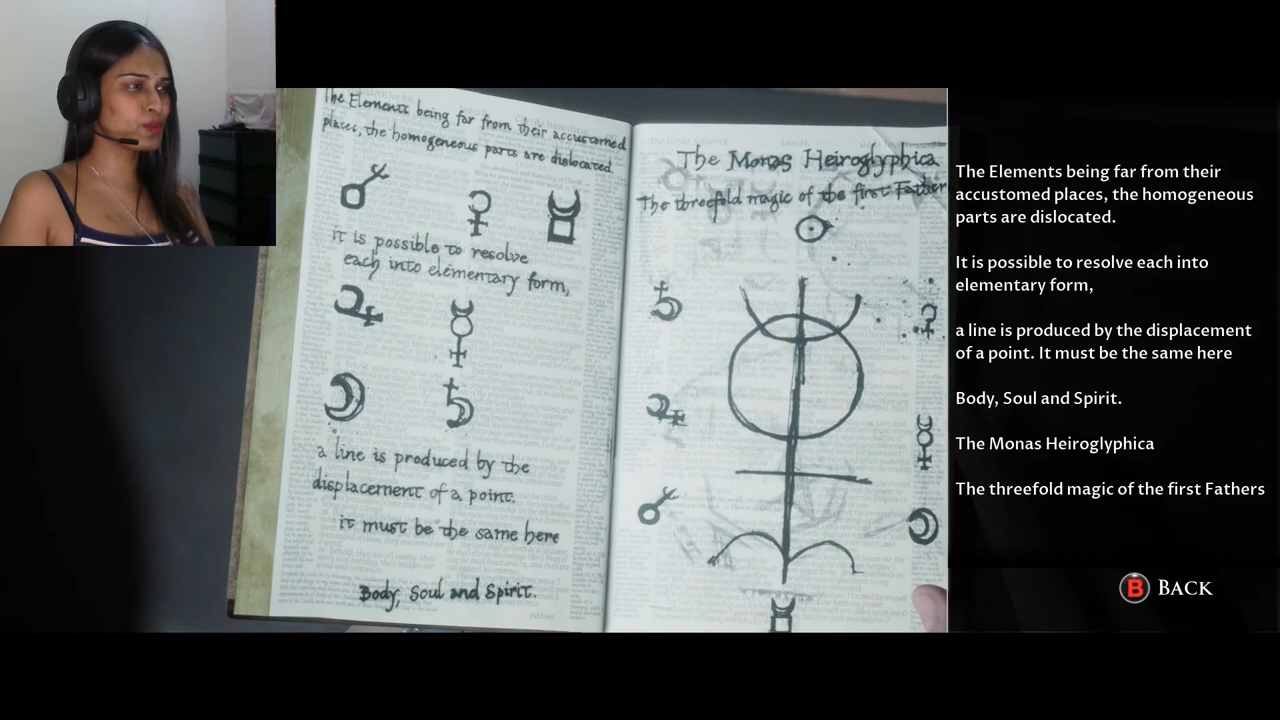 The Elements being far from their accustomed
places, the homogeneous parts are dislocated.
it is possible to resolve
each into elementary form,
a line is produced by the
displacement of a point.
it must be the same here
Body, Soul and Spirit.
The Monas Heiroglyphica
The threefold magic of the first Father
The Elements being far from their
accustomed places, the homogeneous
parts are dislocated.
It is possible to resolve each into
elementary form,
a line is produced by the displacement
of a point. It must be the same here
Body, Soul and Spirit.
The Monas Heiroglyphica
The threefold magic of the first Fathers
B BACK